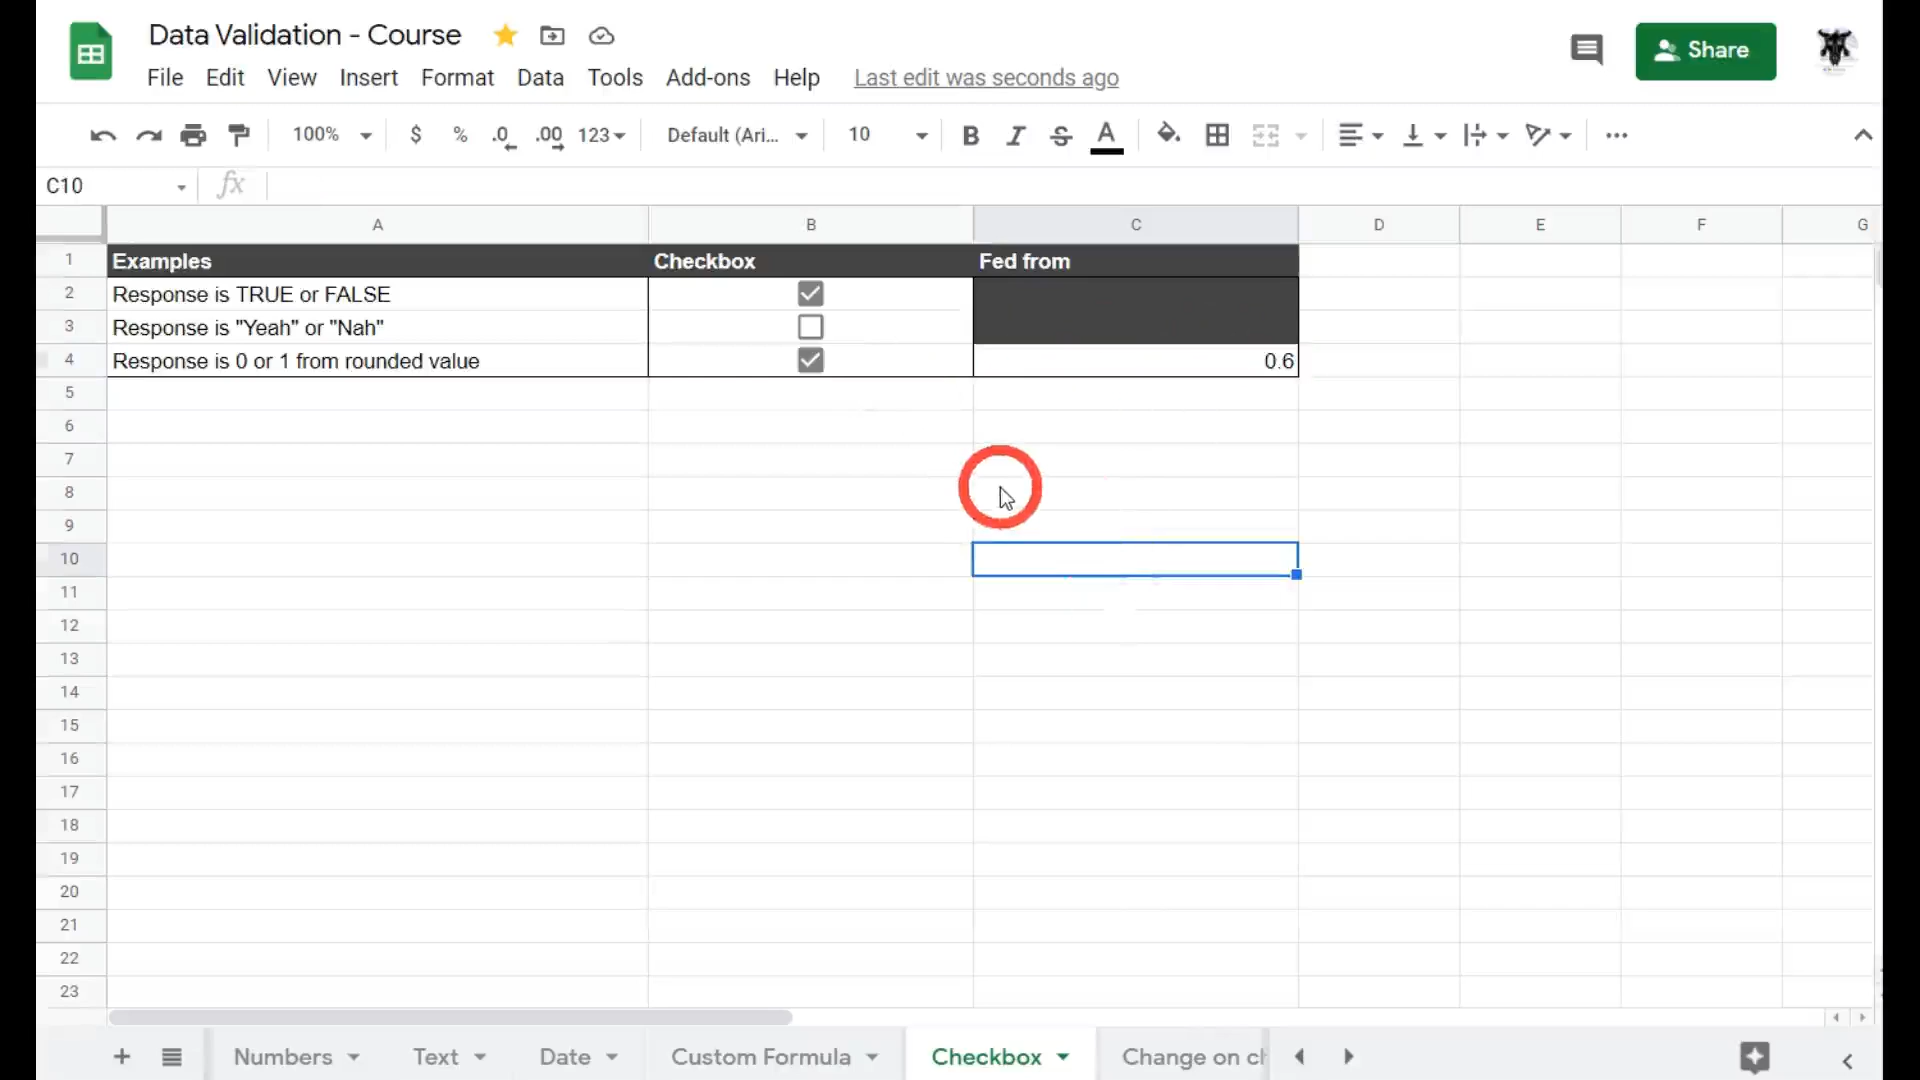 Data Validation - Course
Share
File Edit View Insert Format Data Tools Add-ons Help Last edit was seconds ago
100% $ % .0 .00 123 Default (Ari... 10 B I S A ...
C10 fx
A B C D E F G
1 Examples Checkbox Fed from
2 Response is TRUE or FALSE
3 Response is "Yeah" or "Nah"
4 Response is 0 or 1 from rounded value 0.6
5
6
7
8
9
10
11
12
13
14
15
16
17
18
19
20
21
22
23
+ Numbers Text Date Custom Formula Checkbox Change on cl